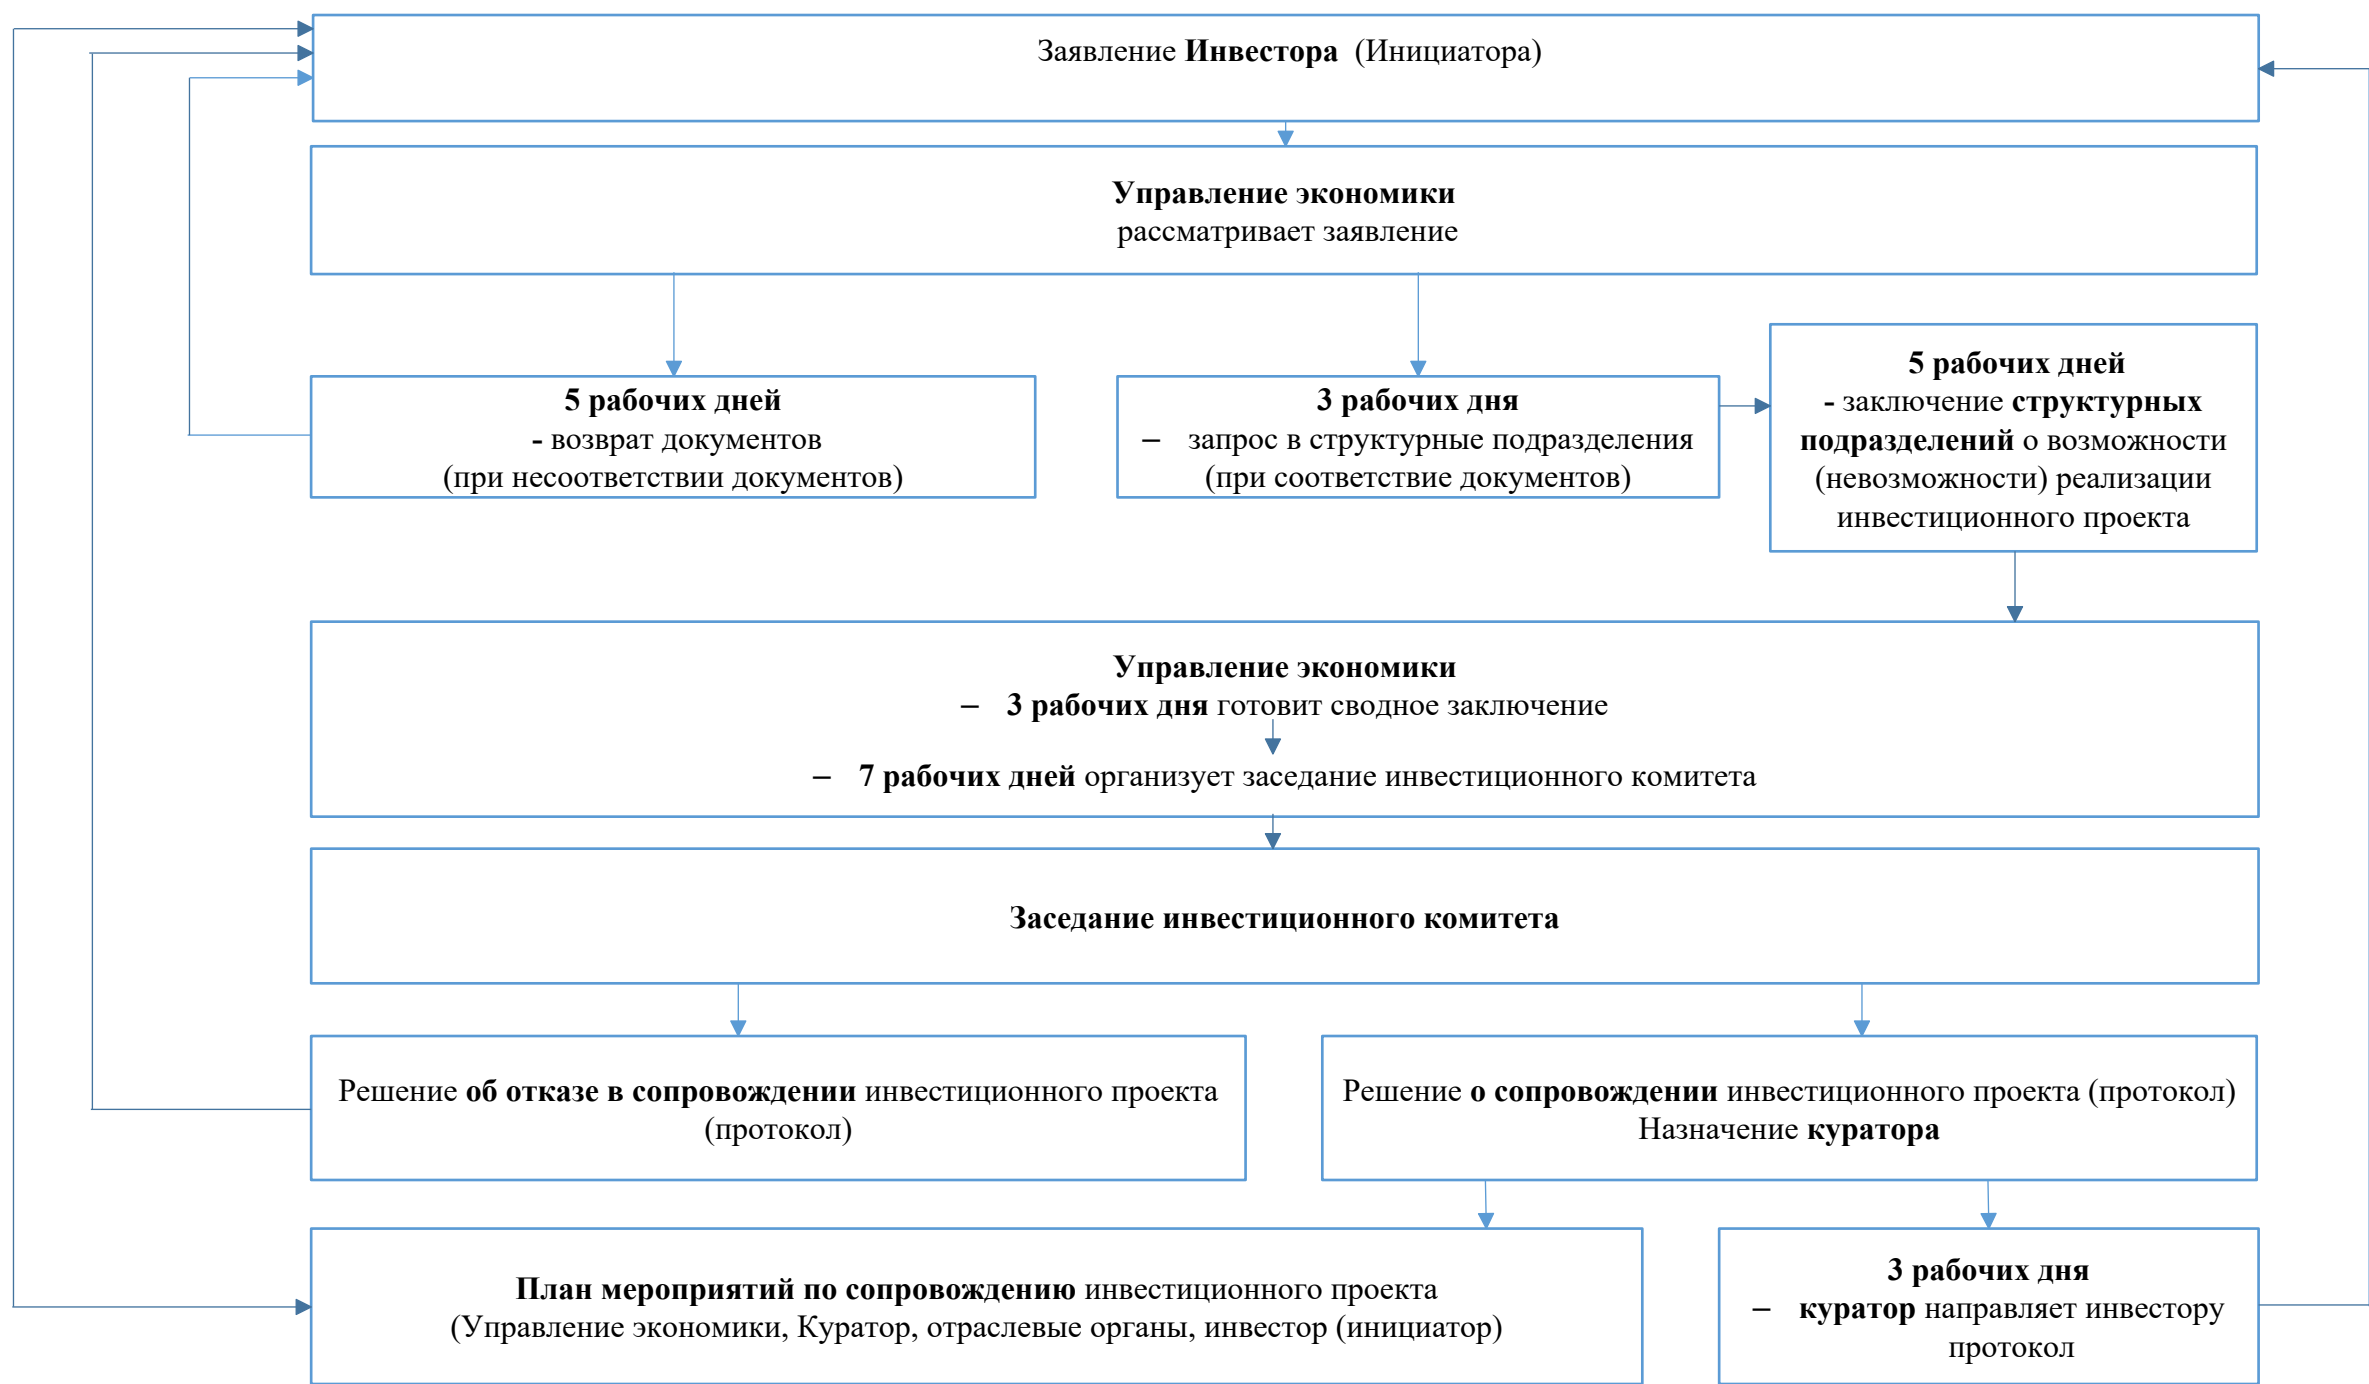 Заявление Инвестора (Инициатора)
Управление экономики
рассматривает заявление
5 рабочих дней
- возврат документов
(при несоответствии документов)
3 рабочих дня
– запрос в структурные подразделения
(при соответствие документов)
5 рабочих дней
- заключение структурных
подразделений о возможности
(невозможности) реализации
инвестиционного проекта
Управление экономики
– 3 рабочих дня готовит сводное заключение
– 7 рабочих дней организует заседание инвестиционного комитета
Заседание инвестиционного комитета
Решение об отказе в сопровождении инвестиционного проекта
(протокол)
Решение о сопровождении инвестиционного проекта (протокол)
Назначение куратора
План мероприятий по сопровождению инвестиционного проекта
(Управление экономики, Куратор, отраслевые органы, инвестор (инициатор)
3 рабочих дня
– куратор направляет инвестору
протокол